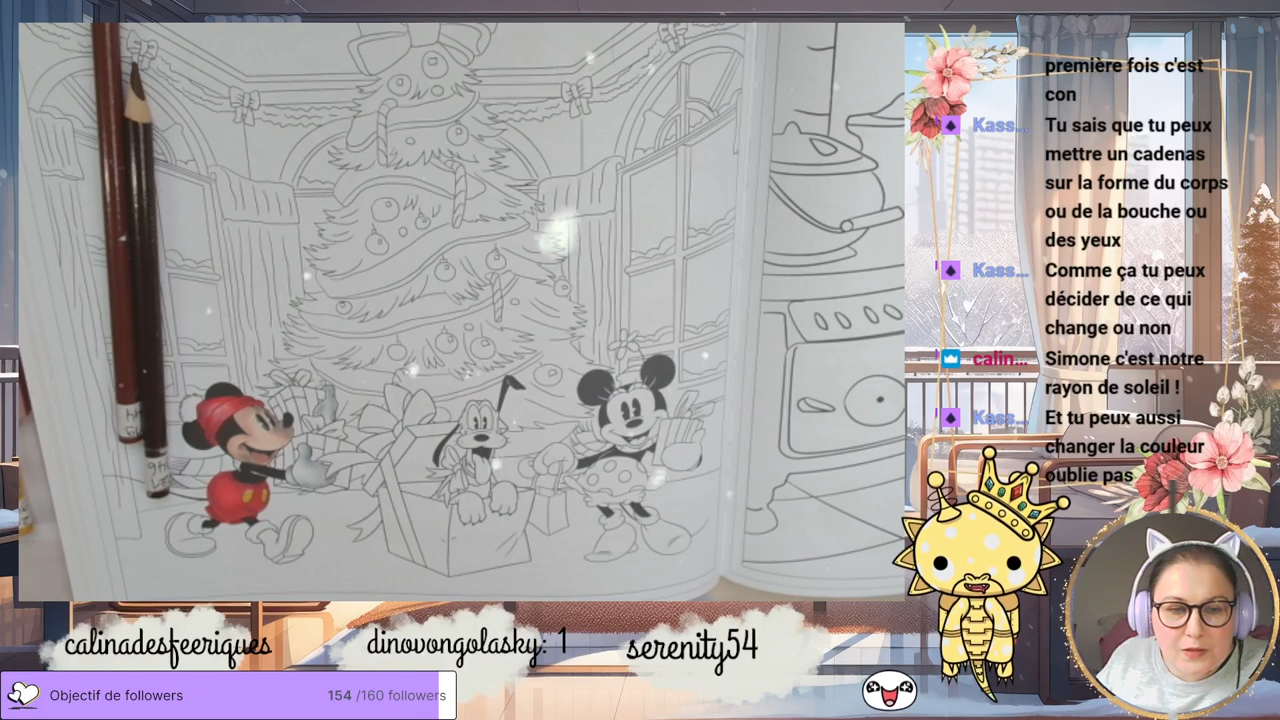 première fois c'est
con
Kass... Tu sais que tu peux
mettre un cadenas
sur la forme du corps
ou de la bouche ou
des yeux
Kass... Comme ça tu peux
décider de ce qui
change ou non
calin... Simone c'est notre
rayon de soleil !
Kass... Et tu peux aussi
changer la couleur
oublie pas
calinadesfeeriques
dinovongolasky: 1
serenity54
Objectif de followers
154 /160 followers